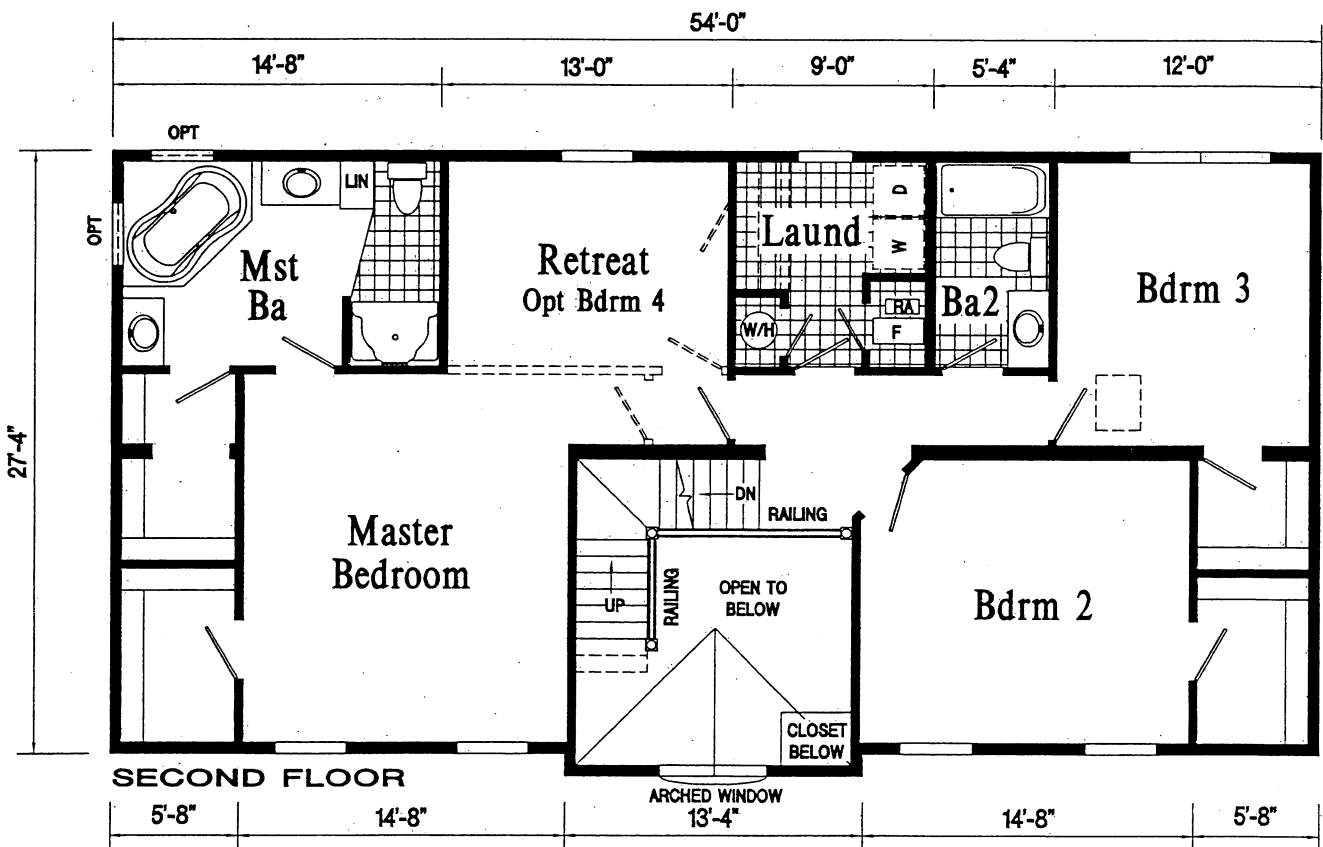 54'-0"
14'-8"
13'-0"
9'-0"
5'-4"
12'-0"
OPT
OPT
LIN
Mst
Ba
Retreat
Opt Bdrm 4
Laund
D
W
W/H
RA
F
Ba2
Bdrm 3
27'-4"
Master
Bedroom
DN
RAILING
RAILING
UP
OPEN TO
BELOW
Bdrm 2
CLOSET
BELOW
SECOND FLOOR
ARCHED WINDOW
5'-8"
14'-8"
13'-4"
14'-8"
5'-8"